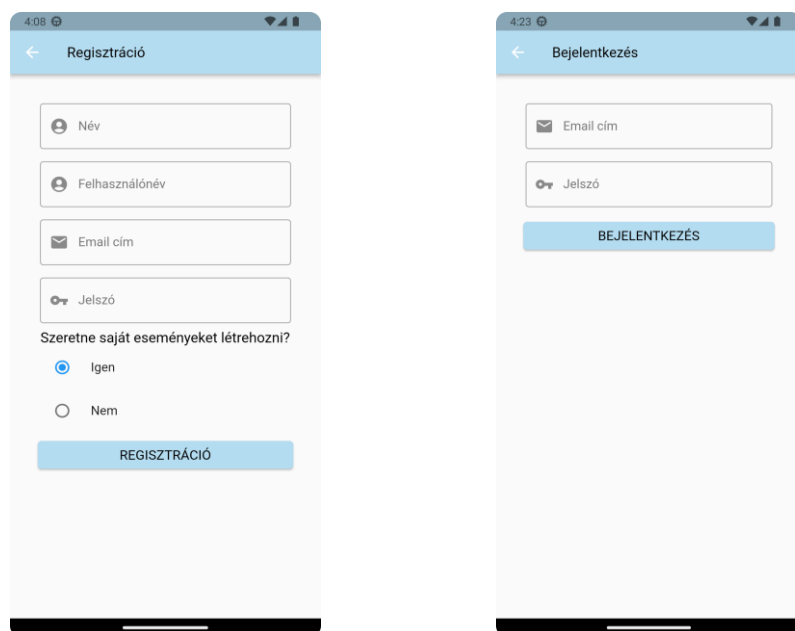 4:08
Regisztráció
Név
Felhasználónév
Email cím
Jelszó
Szeretne saját eseményeket létrehozni?
Igen
Nem
REGISZTRÁCIÓ
4:23
Bejelentkezés
Email cím
Jelszó
BEJELENTKEZÉS